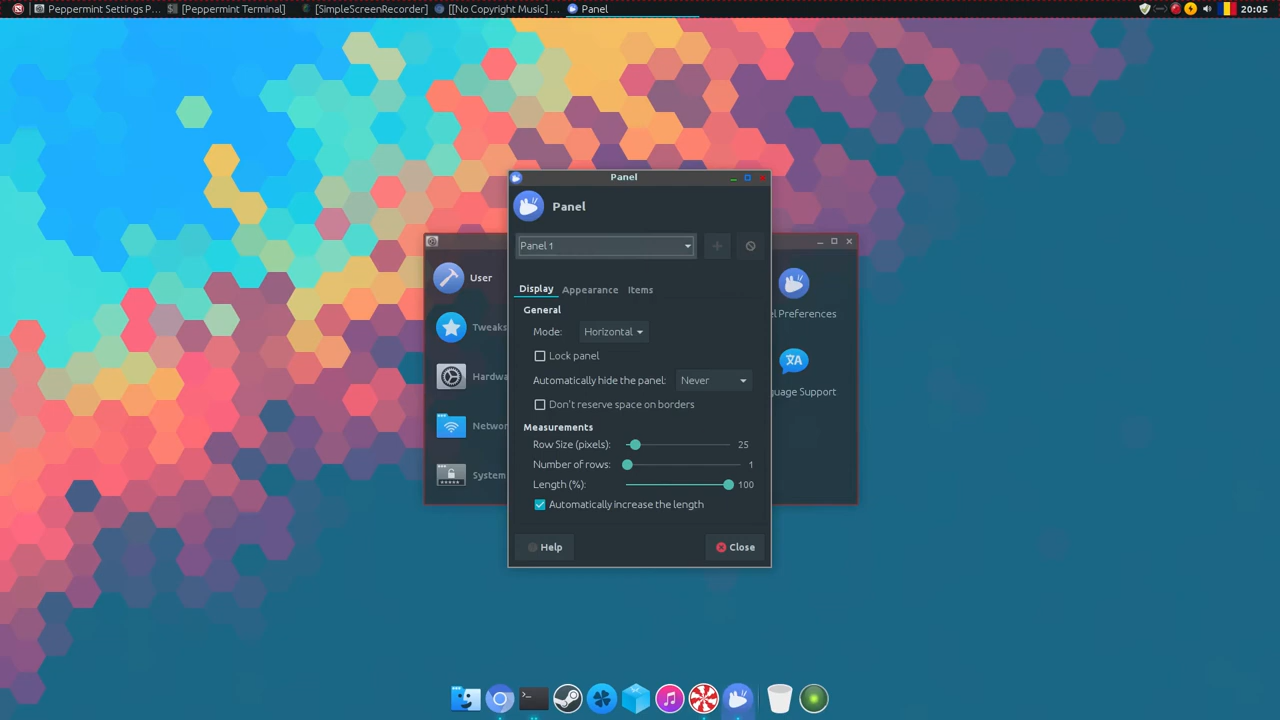 Peppermint Settings P... [Peppermint Terminal] [SimpleScreenRecorder] [[No Copyright Music] ... Panel 20:05
Panel
Panel
Panel 1
User
Tweaks
Hardwa
Networ
System
Display Appearance Items
General
Mode: Horizontal
Lock panel
Automatically hide the panel: Never
Don't reserve space on borders
Measurements
Row Size (pixels): 25
Number of rows: 1
Length (%): 100
Automatically increase the length
Help Close
l Preferences
XA
guage Support